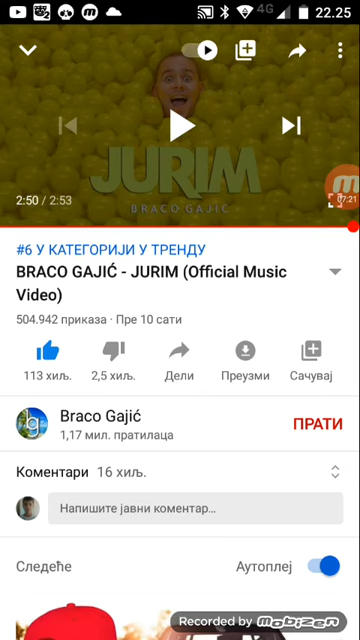 4G 22.25
JURIM
BRACO GAJIĆ
2:50 / 2:53
07:21
#6 У КАТЕГОРИЈИ У ТРЕНДУ
BRACO GAJIĆ - JURIM (Official Music
Video)
504.942 приказа · Пре 10 сати
113 хиљ. 2,5 хиљ. Дели Преузми Сачувај
Braco Gajić
1,17 мил. пратилаца
ПРАТИ
Коментари 16 хиљ.
Напишите јавни коментар...
Следеће Аутоплеј
Recorded by Mobizen